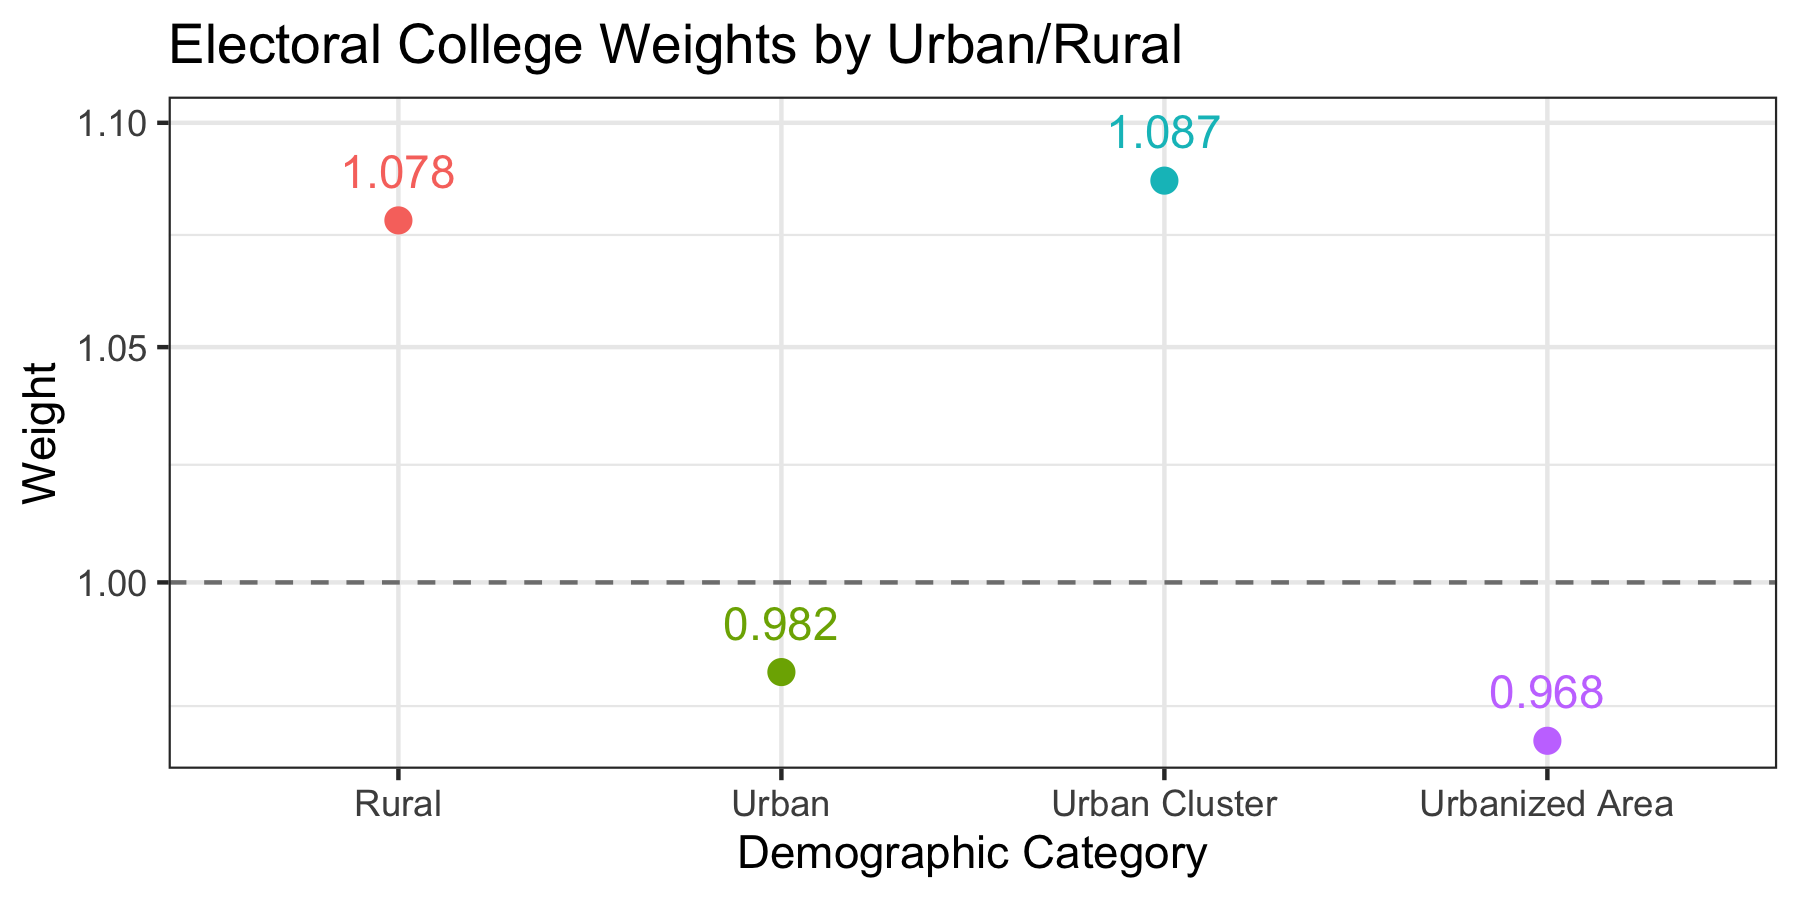 Electoral College Weights by Urban/Rural
1.10
1.087
1.078
1.05
Weight
1.00
0.982
0.968
Rural
Urban
Urban Cluster
Urbanized Area
Demographic Category